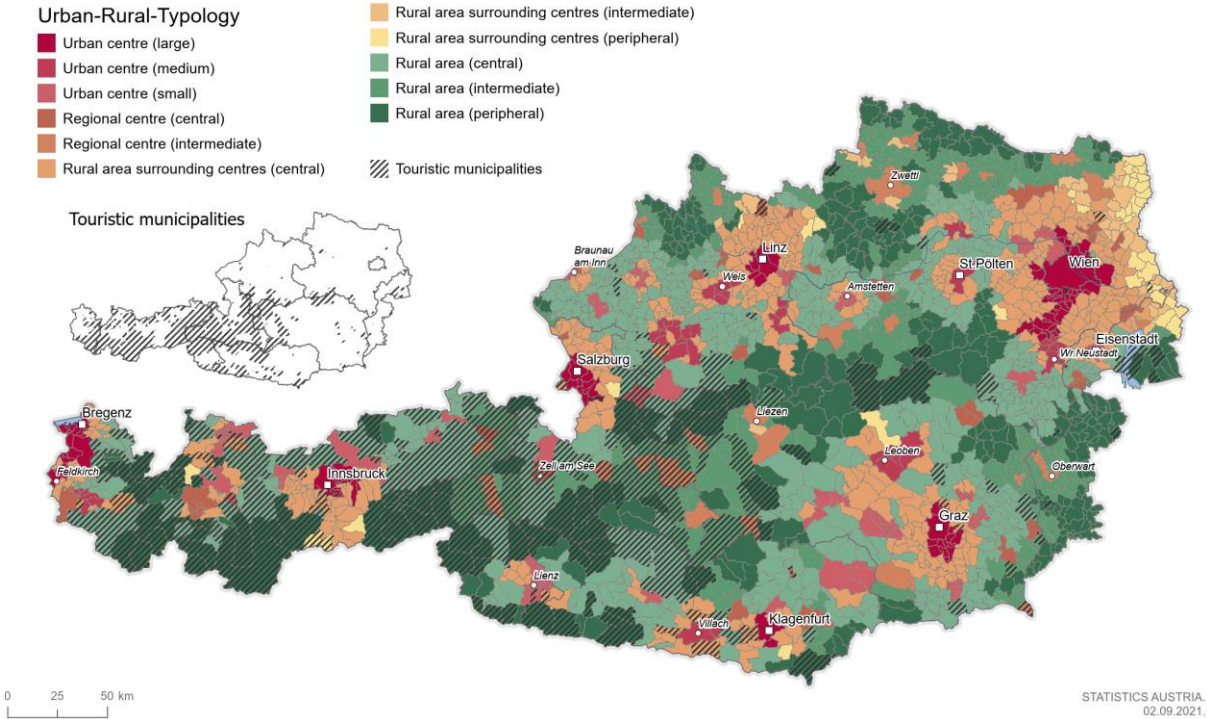 Urban-Rural-Typology
Urban centre (large)
Urban centre (medium)
Urban centre (small)
Regional centre (central)
Regional centre (intermediate)
Rural area surrounding centres (central)
Rural area surrounding centres (intermediate)
Rural area surrounding centres (peripheral)
Rural area (central)
Rural area (intermediate)
Rural area (peripheral)
Touristic municipalities
Touristic municipalities
Zwettl
Braunau
am Inn
Linz
Wels
Amstetten
St.Pölten
Wien
Eisenstadt
Wr.Neustadt
Salzburg
Bregenz
Feldkirch
Innsbruck
Zell am See
Liezen
Leoben
Oberwart
Graz
Lienz
Villach
Klagenfurt
0 25 50 km
STATISTICS AUSTRIA.
02.09.2021.